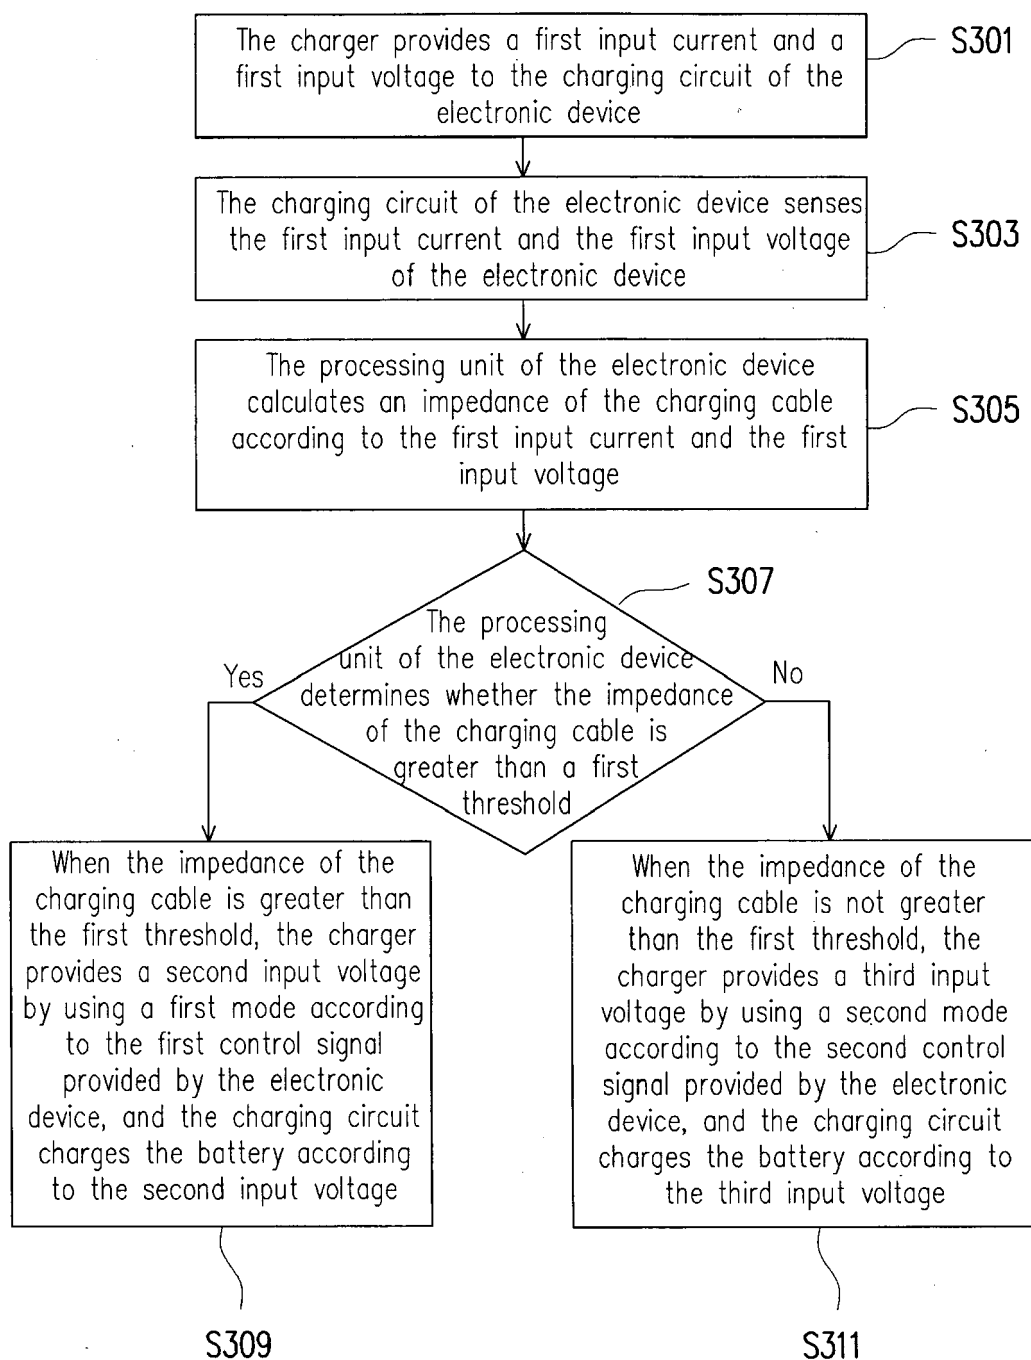 The charger provides a first input current and a
first input voltage to the charging circuit of the
electronic device
S301
The charging circuit of the electronic device senses
the first input current and the first input voltage
of the electronic device
S303
The processing unit of the electronic device
calculates an impedance of the charging cable
according to the first input current and the first
input voltage
S305
S307
The processing
unit of the electronic device
determines whether the impedance
of the charging cable is
greater than a first
threshold
Yes
No
When the impedance of the
charging cable is greater than
the first threshold, the charger
provides a second input voltage
by using a first mode according
to the first control signal
provided by the electronic
device, and the charging circuit
charges the battery according
to the second input voltage
S309
When the impedance of the
charging cable is not greater
than the first threshold, the
charger provides a third input
voltage by using a second mode
according to the second control
signal provided by the electronic
device, and the charging circuit
charges the battery according to
the third input voltage
S311